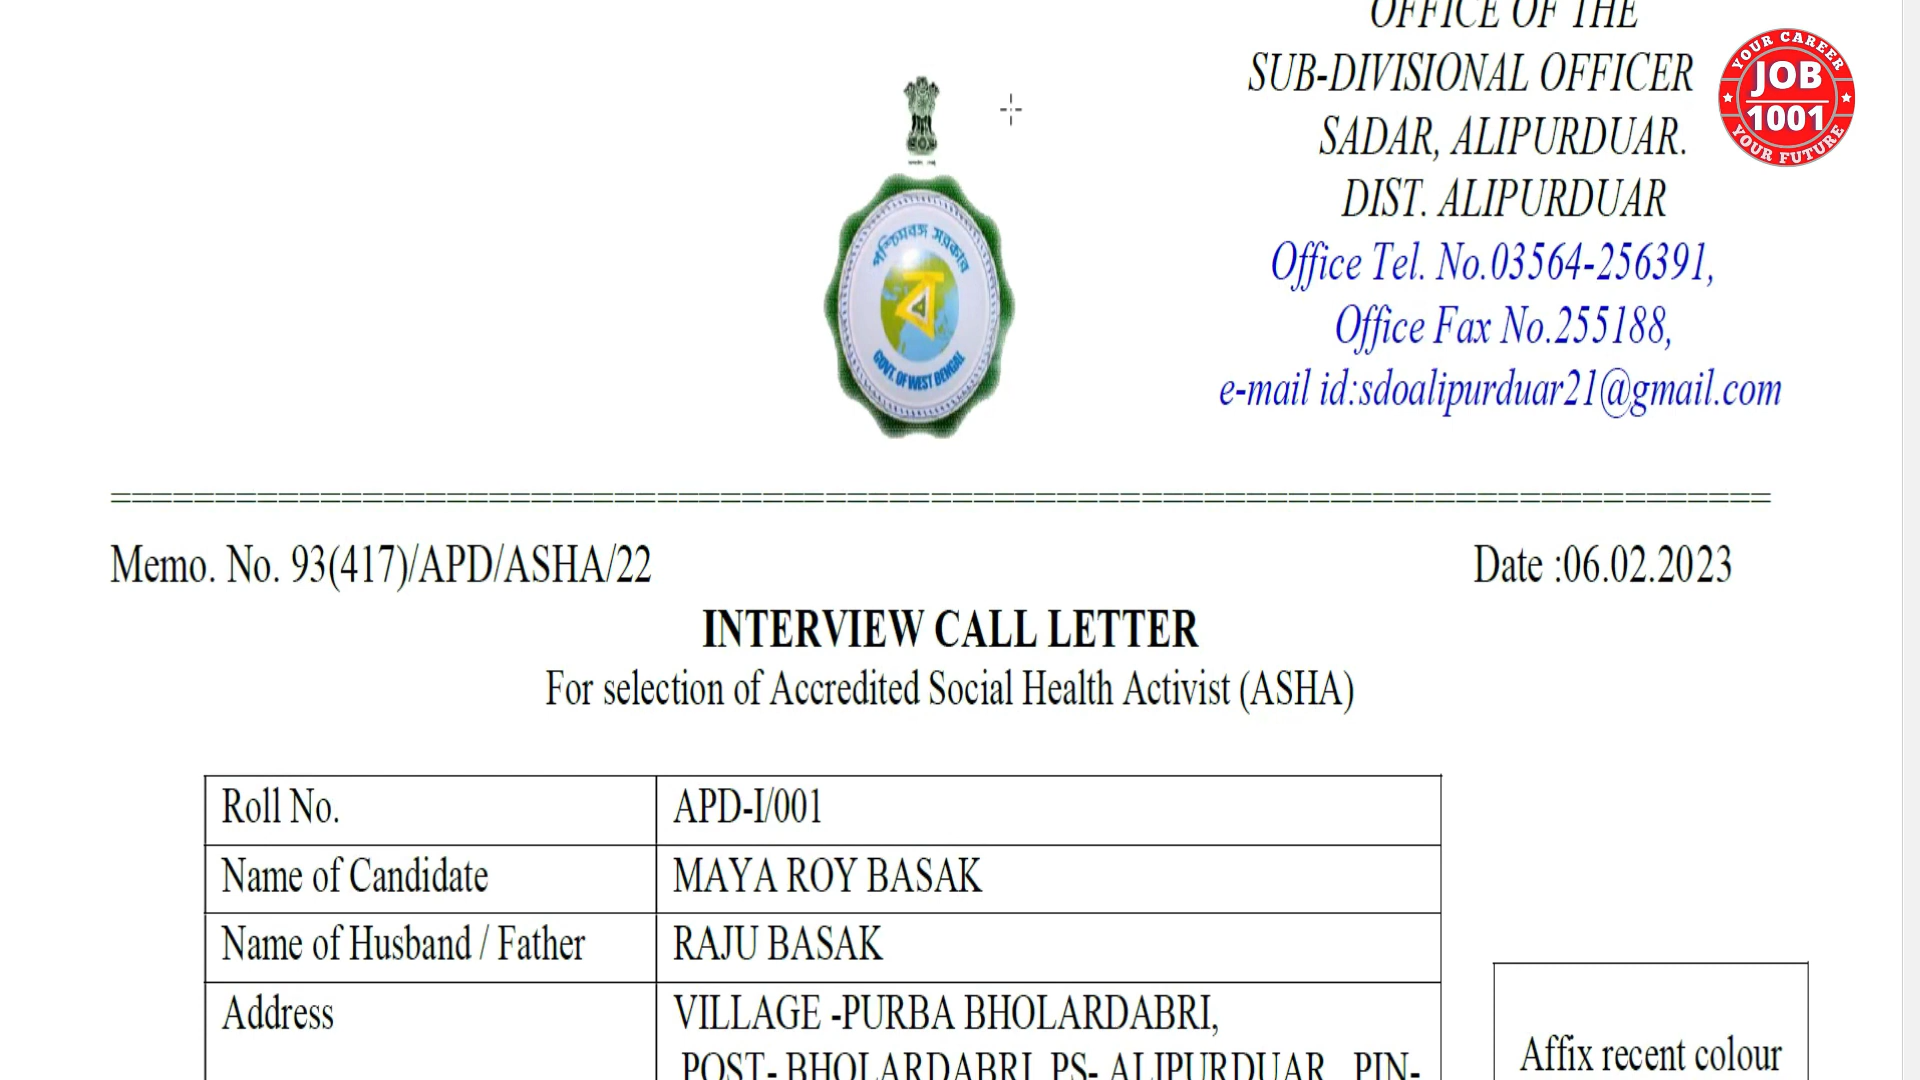 OFFICE OF THE
SUB-DIVISIONAL OFFICER
SADAR, ALIPURDUAR.
DIST. ALIPURDUAR
Office Tel. No.03564-256391,
Office Fax No.255188,
e-mail id:sdoalipurduar21@gmail.com
YOUR CAREER
JOB
1001
YOUR FUTURE
পশ্চিমবঙ্গ সরকার
ব
GOVT. OF WEST BENGAL
===============================================================================
Memo. No. 93(417)/APD/ASHA/22 Date :06.02.2023
INTERVIEW CALL LETTER
For selection of Accredited Social Health Activist (ASHA)
Roll No. APD-I/001
Name of Candidate MAYA ROY BASAK
Name of Husband / Father RAJU BASAK
Address VILLAGE -PURBA BHOLARDABRI,
POST- BHOLARDABRI, PS- ALIPURDUAR, PIN-
Affix recent colour